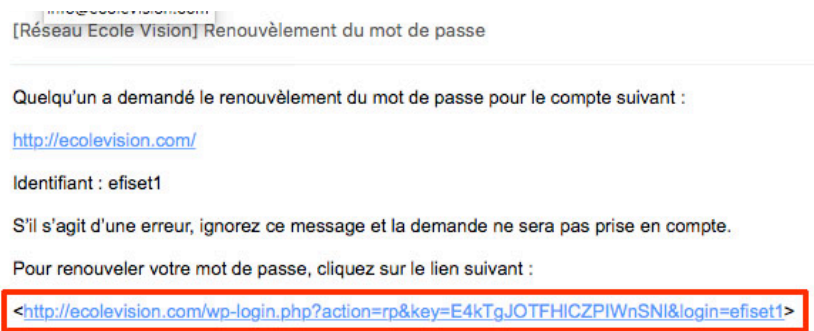 [Réseau Ecole Vision] Renouvèlement du mot de passe
Quelqu'un a demandé le renouvèlement du mot de passe pour le compte suivant :
http://ecolevision.com/
Identifiant : efiset1
S'il s'agit d'une erreur, ignorez ce message et la demande ne sera pas prise en compte.
Pour renouveler votre mot de passe, cliquez sur le lien suivant :
<http://ecolevision.com/wp-login.php?action=rp&key=E4kTgJOTFHlCZPIWnSNl&login=efiset1>